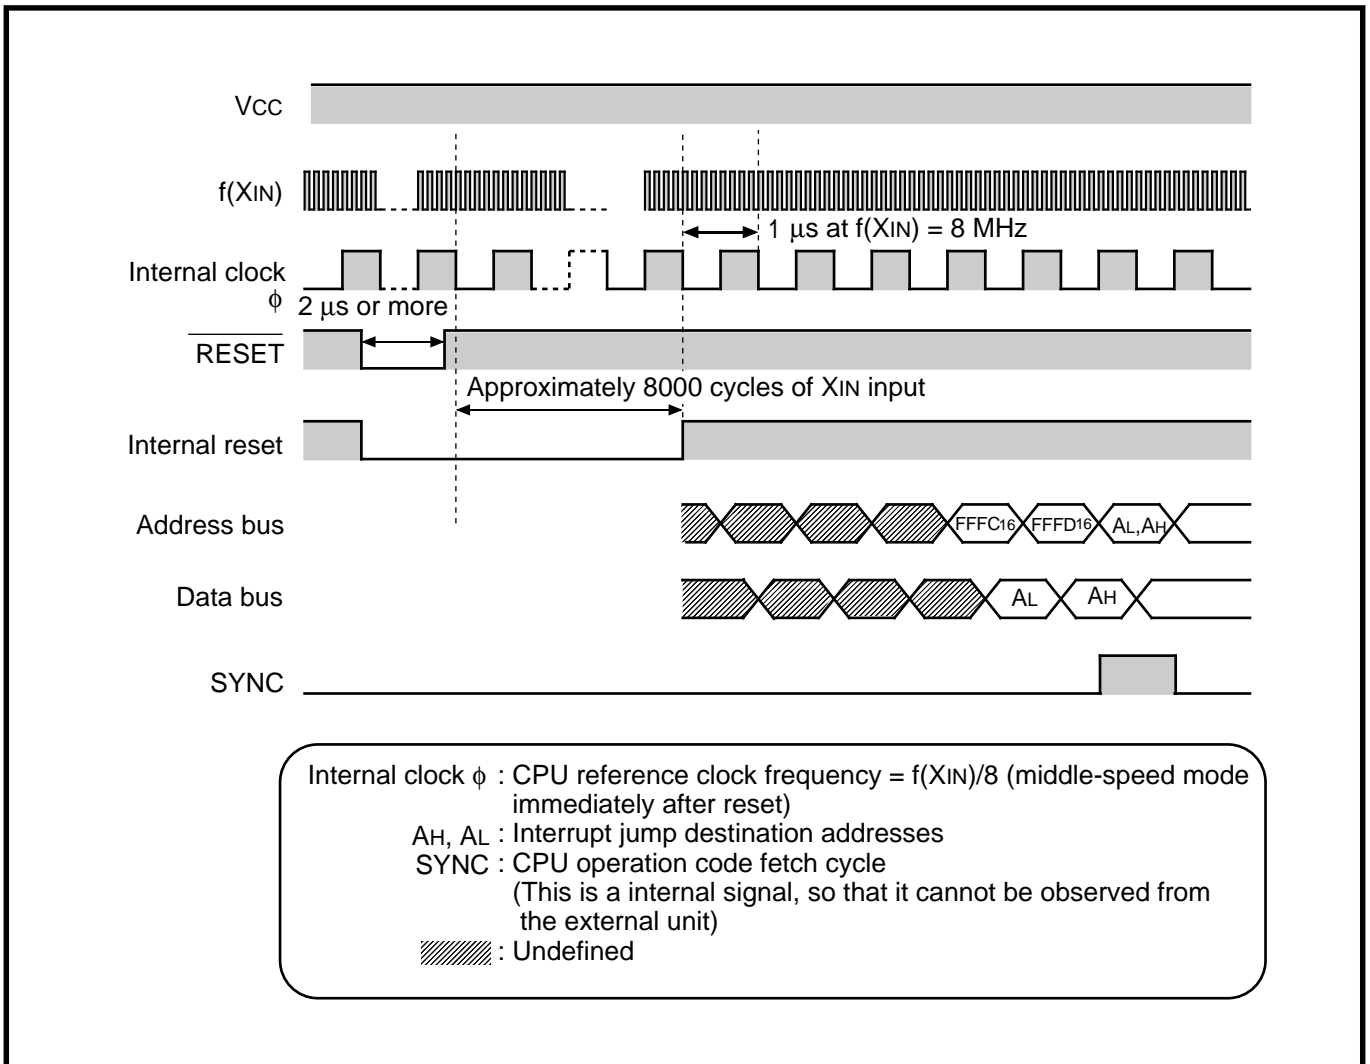 VCC
f(XIN)
1 µs at f(XIN) = 8 MHz
Internal clock
ϕ
2 µs or more
RESET
Approximately 8000 cycles of XIN input
Internal reset
Address bus
FFFC16
FFFD16
AL,AH
Data bus
AL
AH
SYNC
Internal clock ϕ : CPU reference clock frequency = f(XIN)/8 (middle-speed mode
immediately after reset)
AH, AL : Interrupt jump destination addresses
SYNC : CPU operation code fetch cycle
(This is a internal signal, so that it cannot be observed from
the external unit)
: Undefined